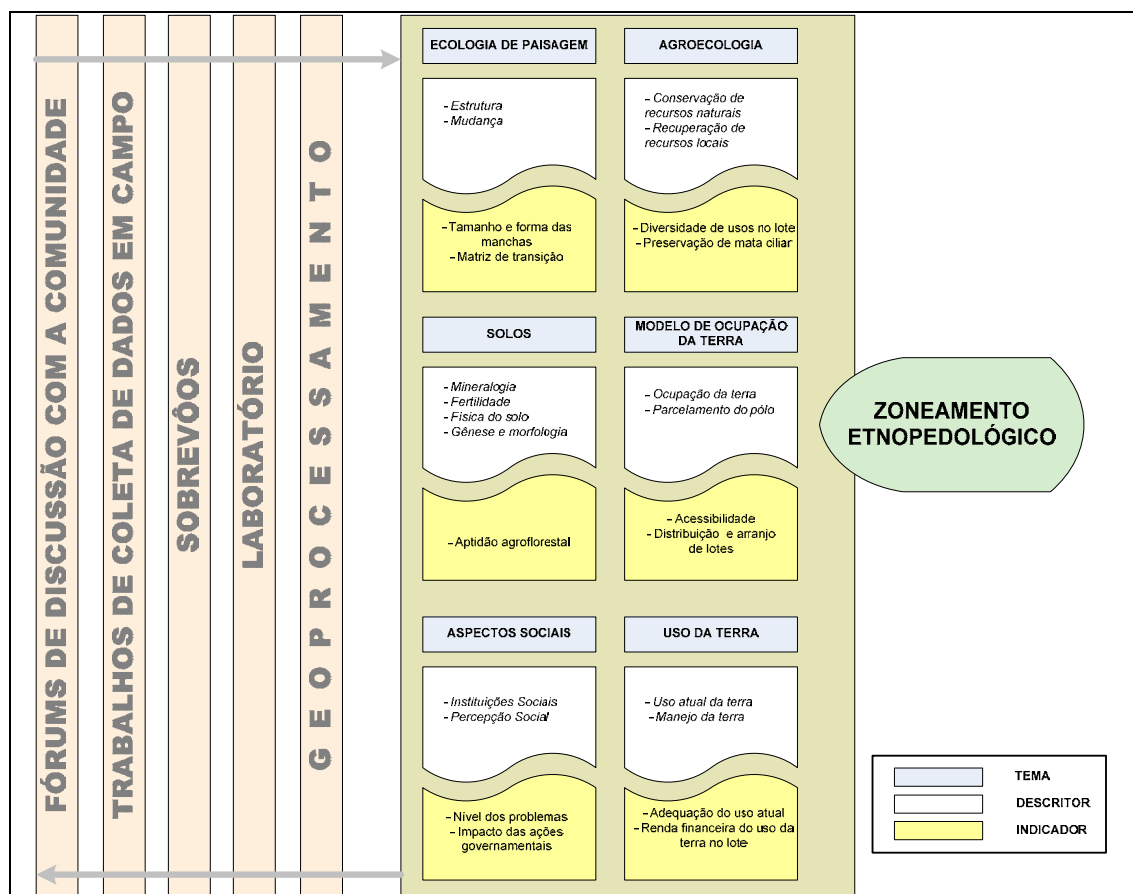 FÓRUMS DE DISCUSSÃO COM A COMUNIDADE
TRABALHOS DE COLETA DE DADOS EM CAMPO
SOBREVÔOS
LABORATÓRIO
GEOPROCESSAMENTO
ECOLOGIA DE PAISAGEM
- Estrutura
- Mudança
- Tamanho e forma das
manchas
- Matriz de transição
AGROECOLOGIA
- Conservação de
recursos naturais
- Recuperação de
recursos locais
- Diversidade de usos no lote
- Preservação de mata ciliar
SOLOS
- Mineralogia
- Fertilidade
- Física do solo
- Gênese e morfologia
- Aptidão agroflorestal
MODELO DE OCUPAÇÃO
DA TERRA
- Ocupação da terra
- Parcelamento do pólo
- Acessibilidade
- Distribuição e arranjo
de lotes
ASPECTOS SOCIAIS
- Instituições Sociais
- Percepção Social
- Nível dos problemas
- Impacto das ações
governamentais
USO DA TERRA
- Uso atual da terra
- Manejo da terra
- Adequação do uso atual
- Renda financeira do uso da
terra no lote
ZONEAMENTO
ETNOPEDOLÓGICO
TEMA
DESCRITOR
INDICADOR